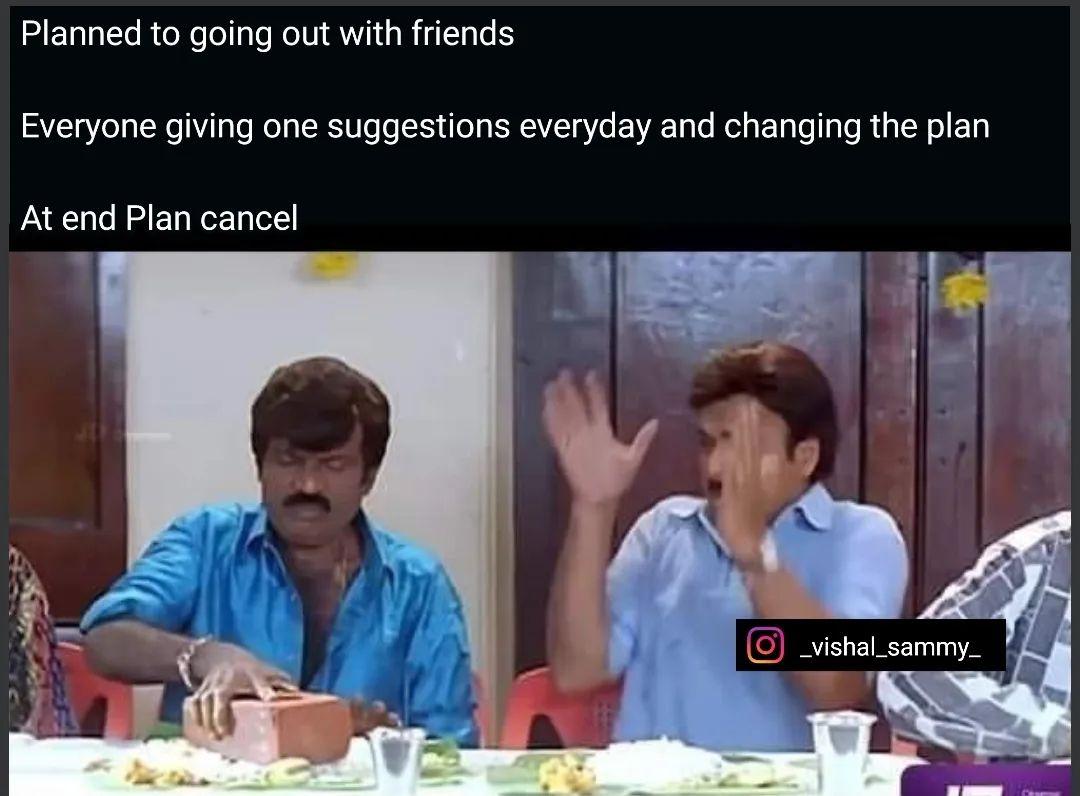 Planned to going out with friends
Everyone giving one suggestions everyday and changing the plan
At end Plan cancel
_vishal_sammy_